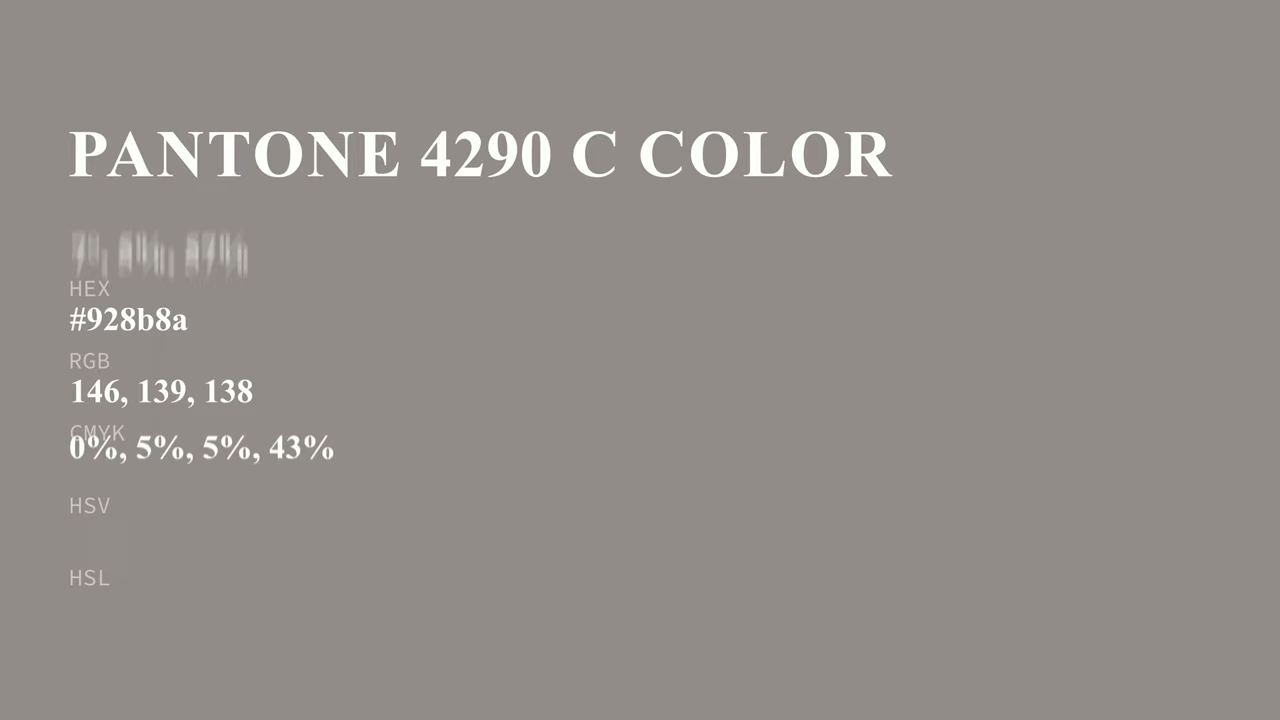 PANTONE 4290 C COLOR
HEX
#928b8a
RGB
146, 139, 138
CMYK
0%, 5%, 5%, 43%
HSV
HSL